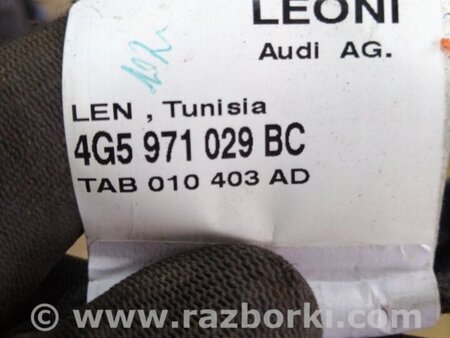 LEONI
Audi AG.
LEN , Tunisia
4G5 971 029 BC
TAB 010 403 AD
© www.razborki.com